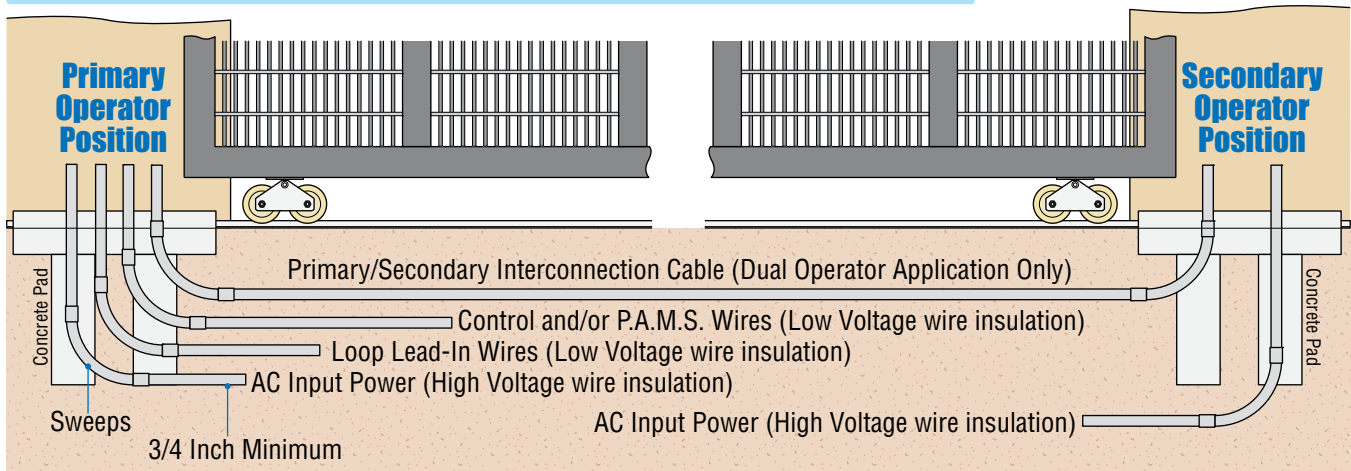 Primary
Operator
Position
Secondary
Operator
Position
Primary/Secondary Interconnection Cable (Dual Operator Application Only)
Concrete Pad
Concrete Pad
Control and/or P.A.M.S. Wires (Low Voltage wire insulation)
Loop Lead-In Wires (Low Voltage wire insulation)
AC Input Power (High Voltage wire insulation)
Sweeps
AC Input Power (High Voltage wire insulation)
3/4 Inch Minimum